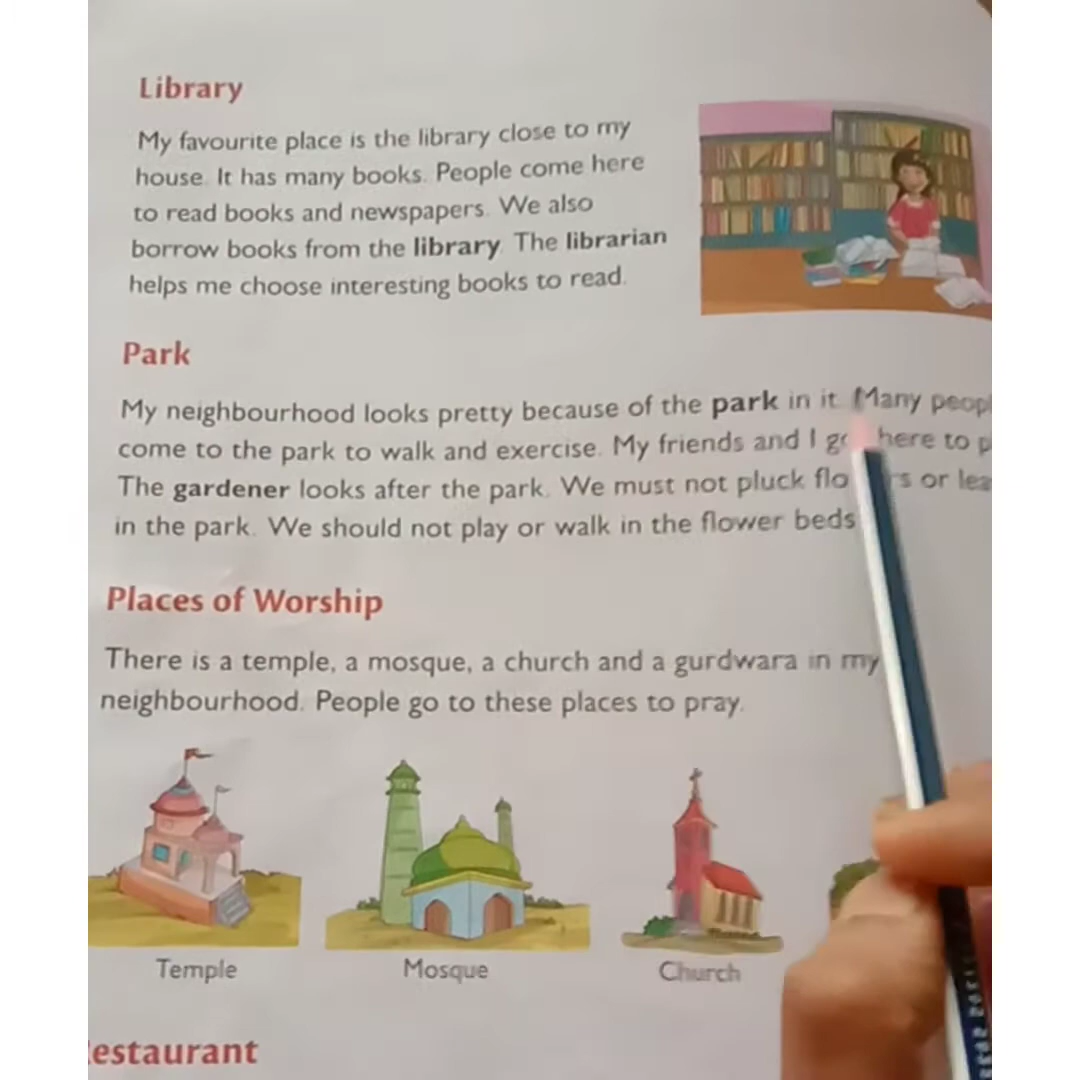 Library
My favourite place is the library close to my
house. It has many books. People come here
to read books and newspapers. We also
borrow books from the library. The librarian
helps me choose interesting books to read.
Park
My neighbourhood looks pretty because of the park in it. Many
come to the park to walk and exercise. My friends and I here to
The gardener looks after the park. We must not pluck or
in the park. We should not play or walk in the flower beds
Places of Worship
There is a temple, a mosque, a church and a gurdwara in my
neighbourhood. People go to these places to pray.
Temple
Mosque
Church
estaurant